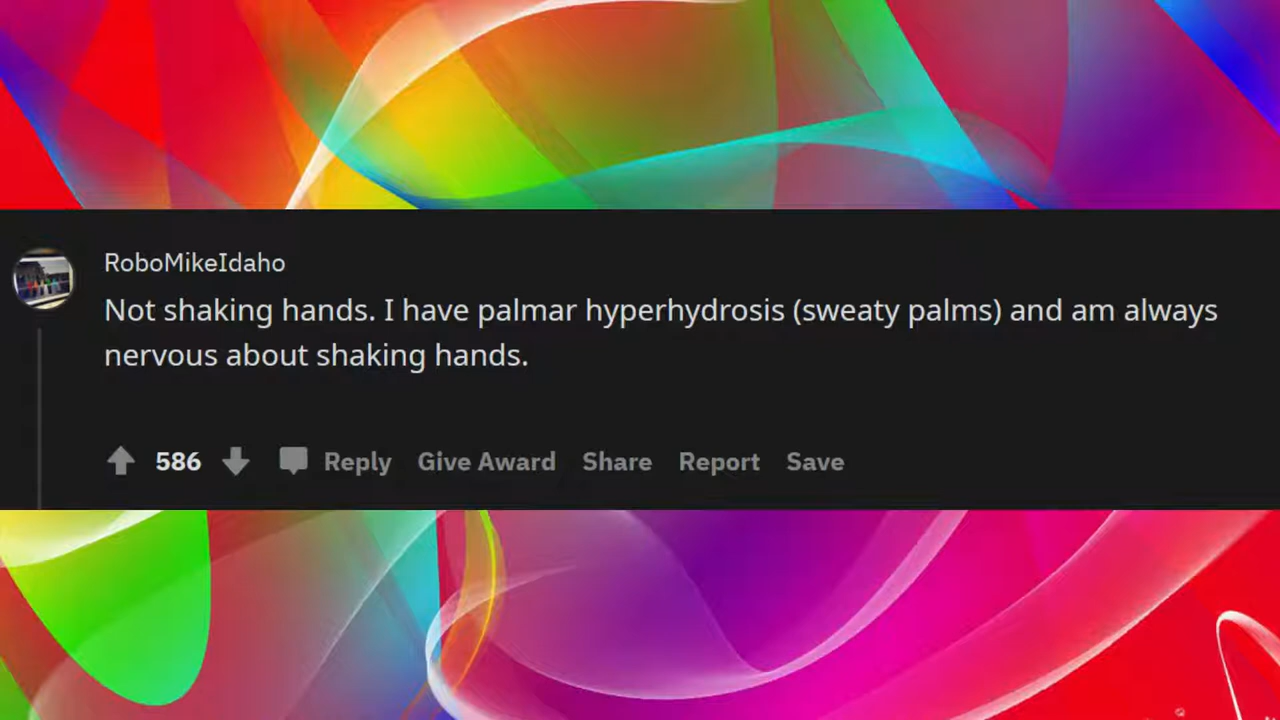 RoboMikeIdaho
Not shaking hands. I have palmar hyperhydrosis (sweaty palms) and am always
nervous about shaking hands.
586 Reply Give Award Share Report Save